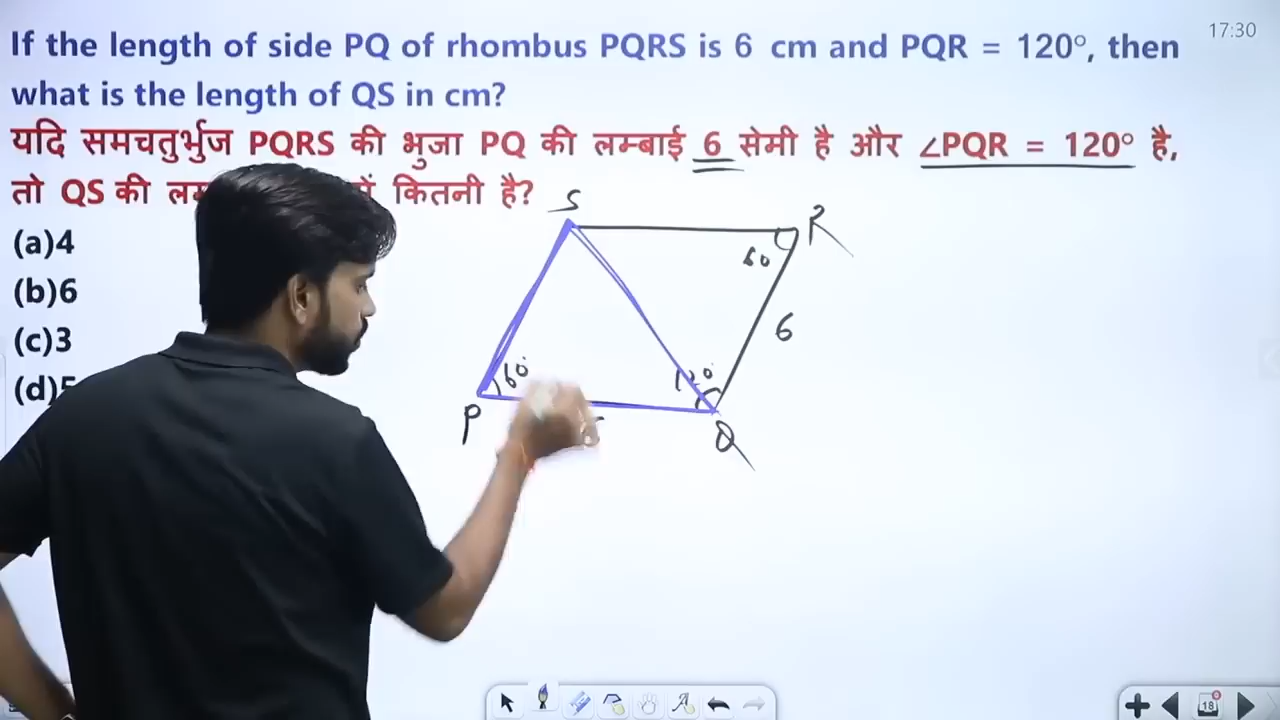 17:30
If the length of side PQ of rhombus PQRS is 6 cm and PQR = 120°, then
what is the length of QS in cm?
यदि समचतुर्भुज PQRS की भुजा PQ की लम्बाई 6 सेमी है और ∠PQR = 120° है,
तो QS की कितनी है?
(a)4
(b)6
(c)3
(d)
S
R
60
6
60°
120°
P
Q
18